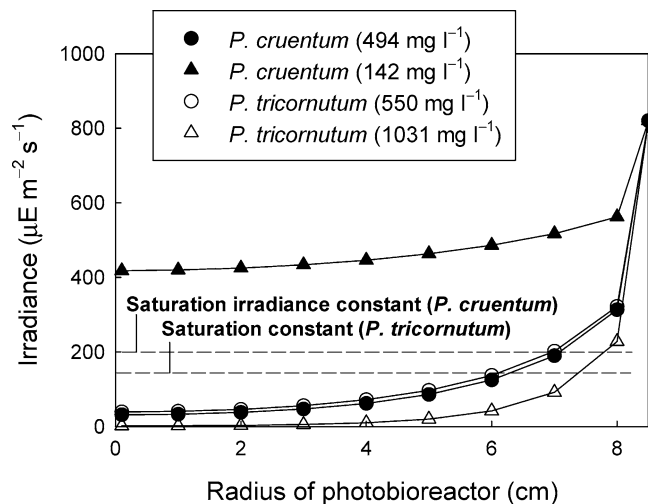 1000
800
600
400
200
0
Irradiance (μE m⁻² s⁻¹)
P. cruentum (494 mg l⁻¹)
P. cruentum (142 mg l⁻¹)
P. tricornutum (550 mg l⁻¹)
P. tricornutum (1031 mg l⁻¹)
Saturation irradiance constant (P. cruentum)
Saturation constant (P. tricornutum)
0 2 4 6 8
Radius of photobioreactor (cm)